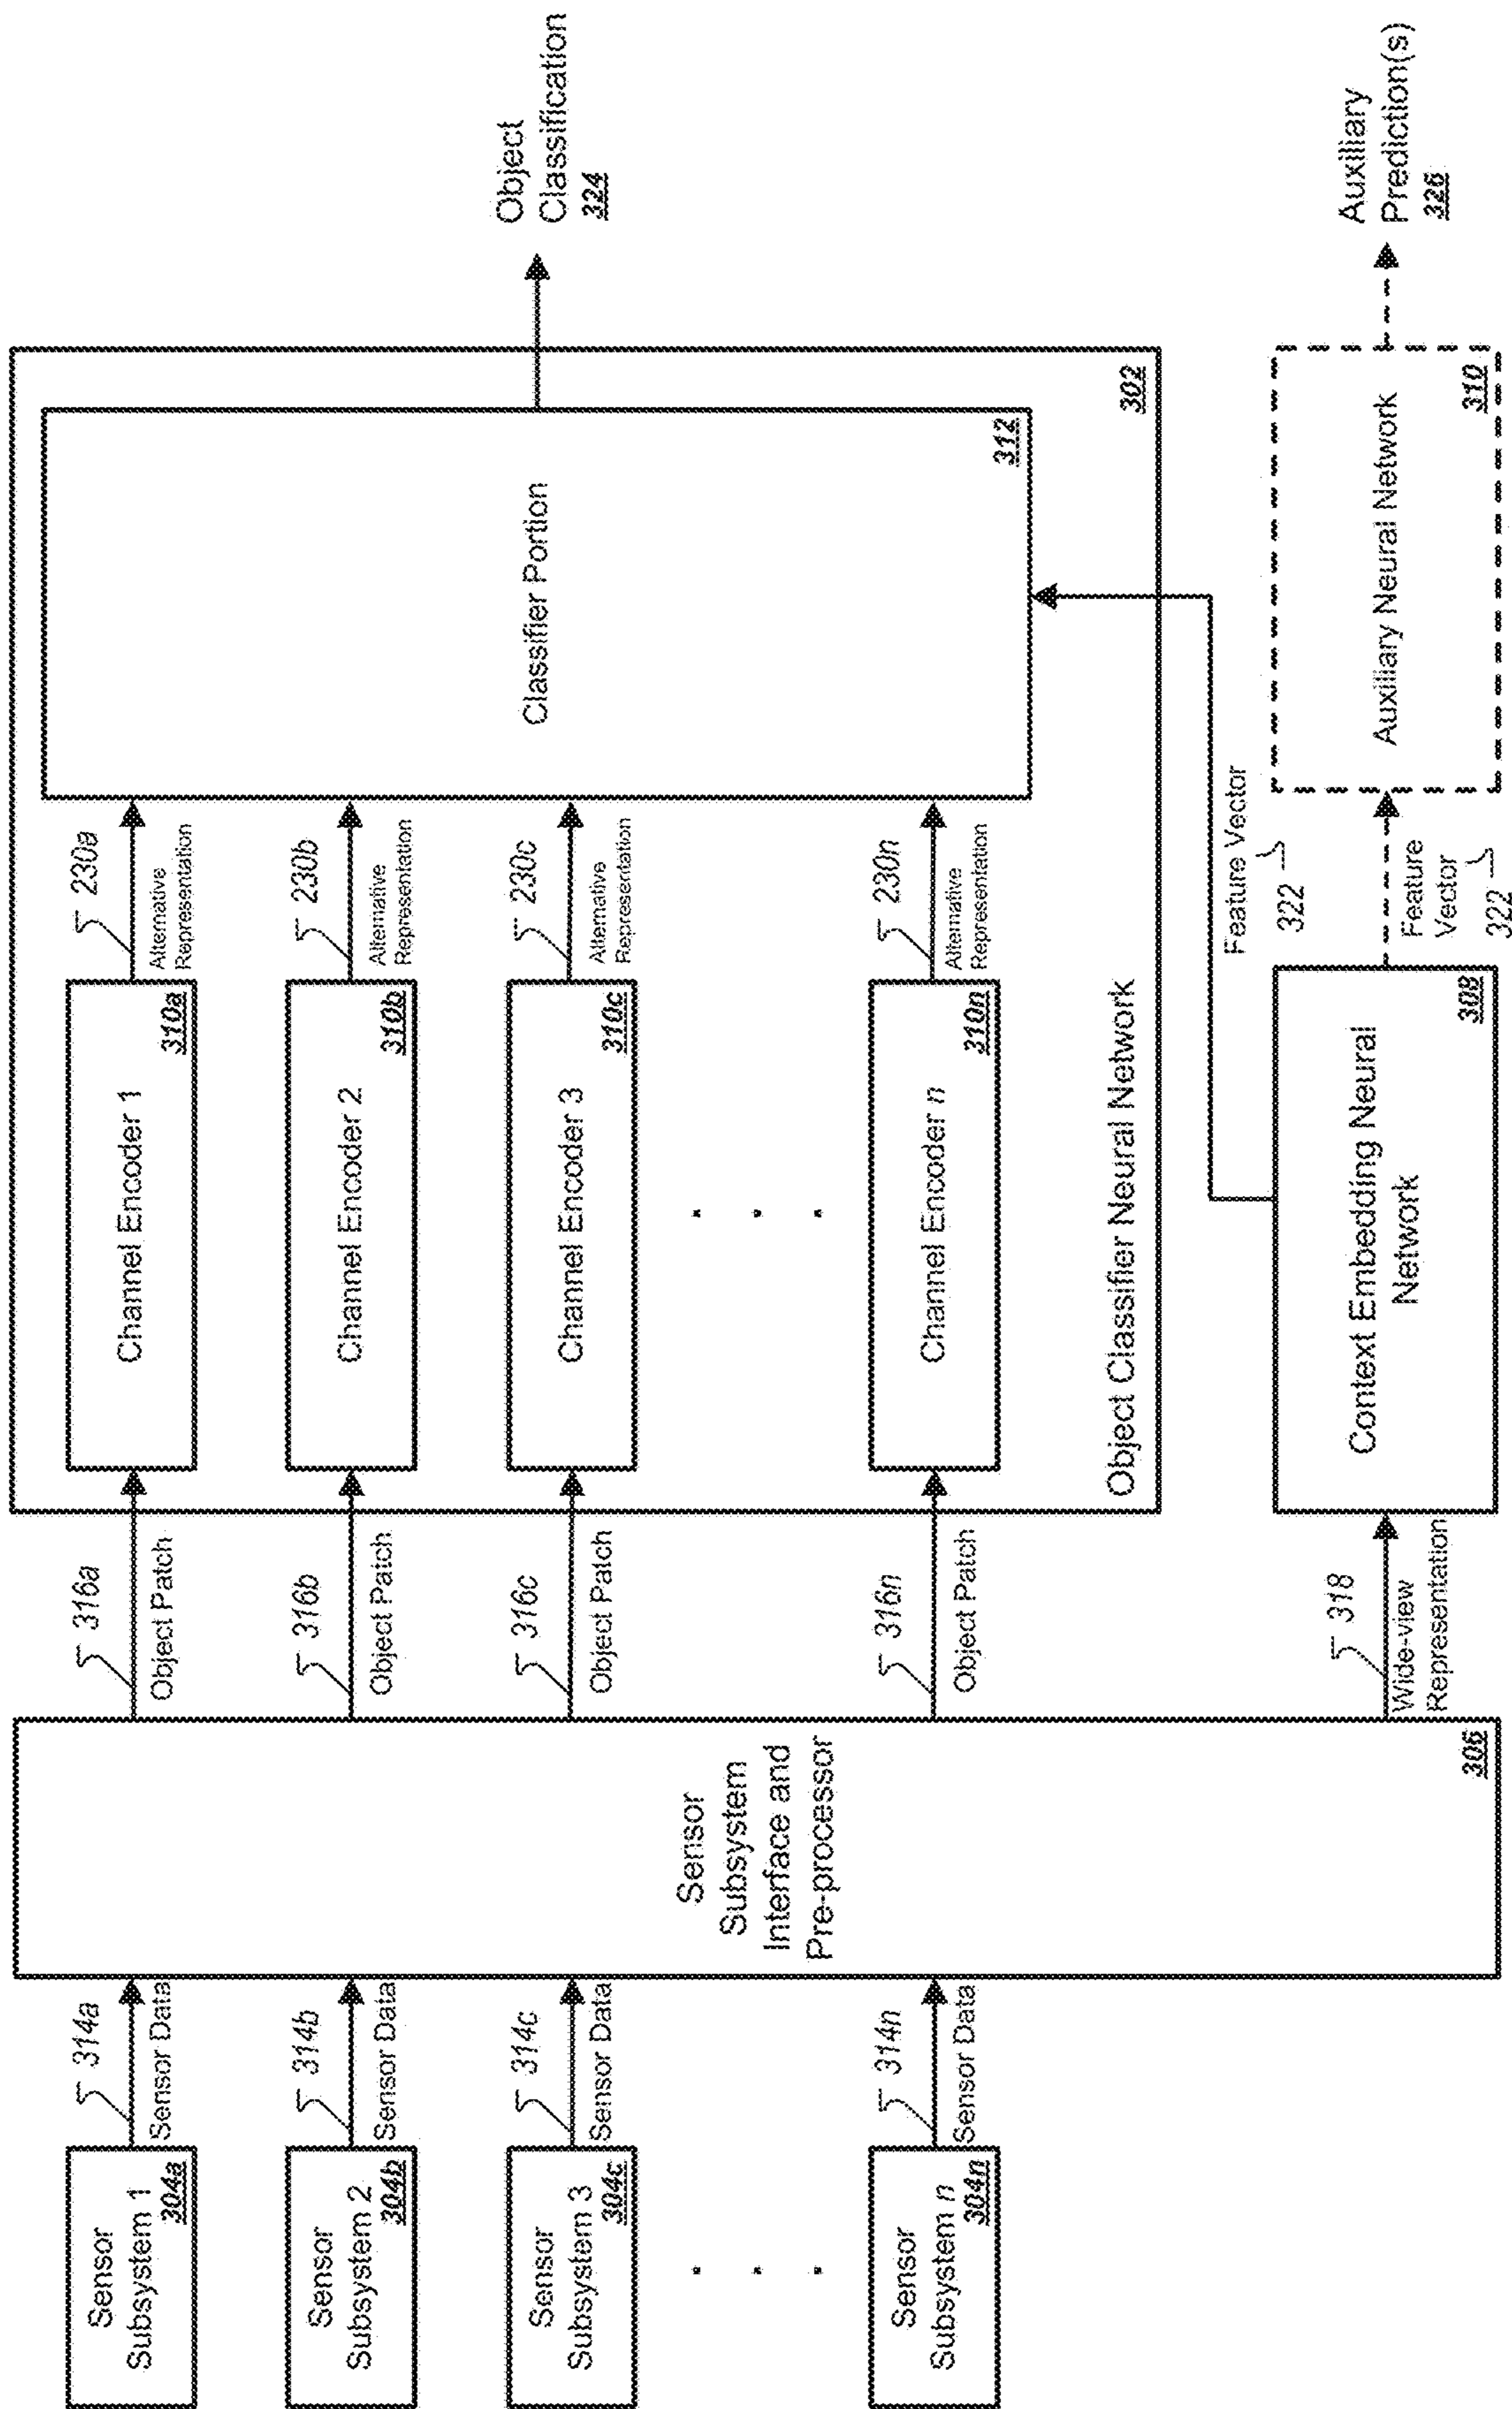 Sensor
Subsystem 1
304a
314a
Sensor Data
Sensor
Subsystem 2
304b
314b
Sensor Data
Sensor
Subsystem 3
304c
314c
Sensor Data
Sensor
Subsystem n
304n
314n
Sensor Data
Sensor
Subsystem
Interface and
Pre-processor
306
316a
Object Patch
316b
Object Patch
316c
Object Patch
316n
Object Patch
318
Wide-view
Representation
Channel Encoder 1
310a
230a
Alternative
Representation
Channel Encoder 2
310b
230b
Alternative
Representation
Channel Encoder 3
310c
230c
Alternative
Representation
Channel Encoder n
310n
230n
Alternative
Representation
Classifier Portion
312
Object Classifier Neural Network
302
Object
Classification
324
Context Embedding Neural
Network
308
Feature Vector
322
Feature
Vector
322
Auxiliary Neural Network
310
Auxiliary
Prediction(s)
326